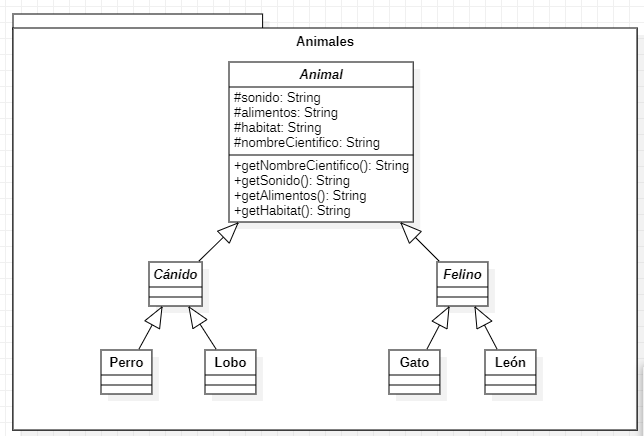 Animales
Animal
#sonido: String
#alimentos: String
#habitat: String
#nombreCientifico: String
+getNombreCientifico(): String
+getSonido(): String
+getAlimentos(): String
+getHabitat(): String
Cánido
Felino
Perro
Lobo
Gato
León